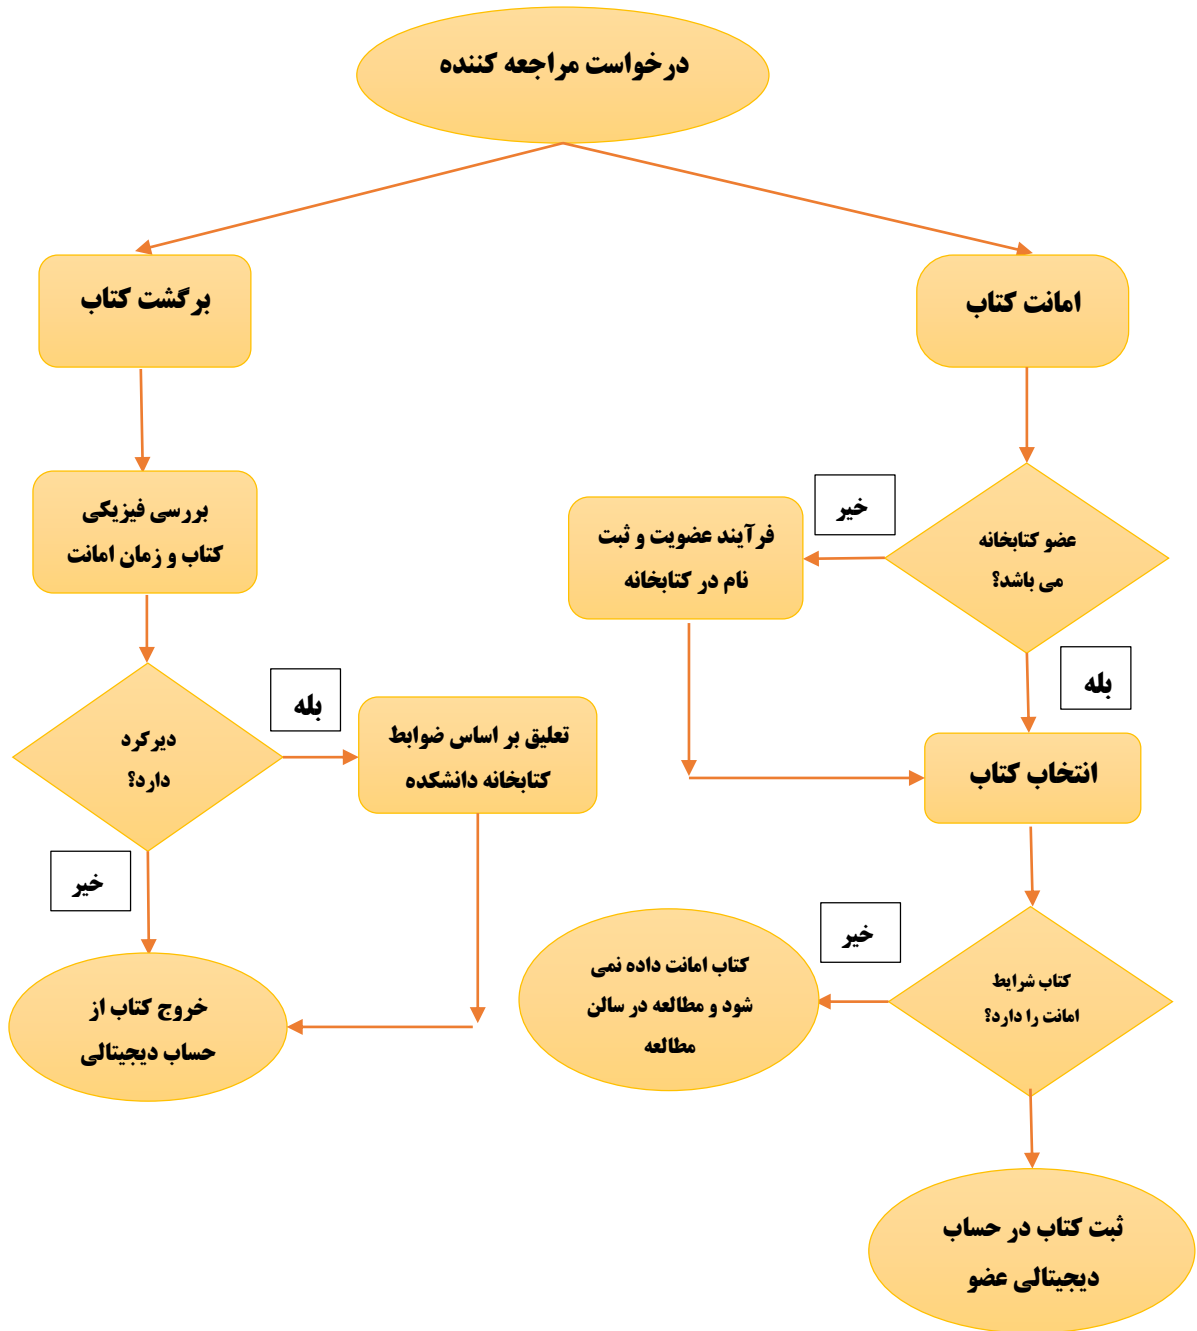 درخواست مراجعه کننده
امانت کتاب
برگشت کتاب
عضو کتابخانه
می باشد؟
خیر
فرآیند عضویت و ثبت
نام در کتابخانه
بله
انتخاب کتاب
کتاب شرایط
امانت را دارد؟
خیر
کتاب امانت داده نمی
شود و مطالعه در سالن
مطالعه
ثبت کتاب در حساب
دیجیتالی عضو
بررسی فیزیکی
کتاب و زمان امانت
دیرکرد
دارد؟
بله
تعلیق بر اساس ضوابط
کتابخانه دانشکده
خیر
خروج کتاب از
حساب دیجیتالی